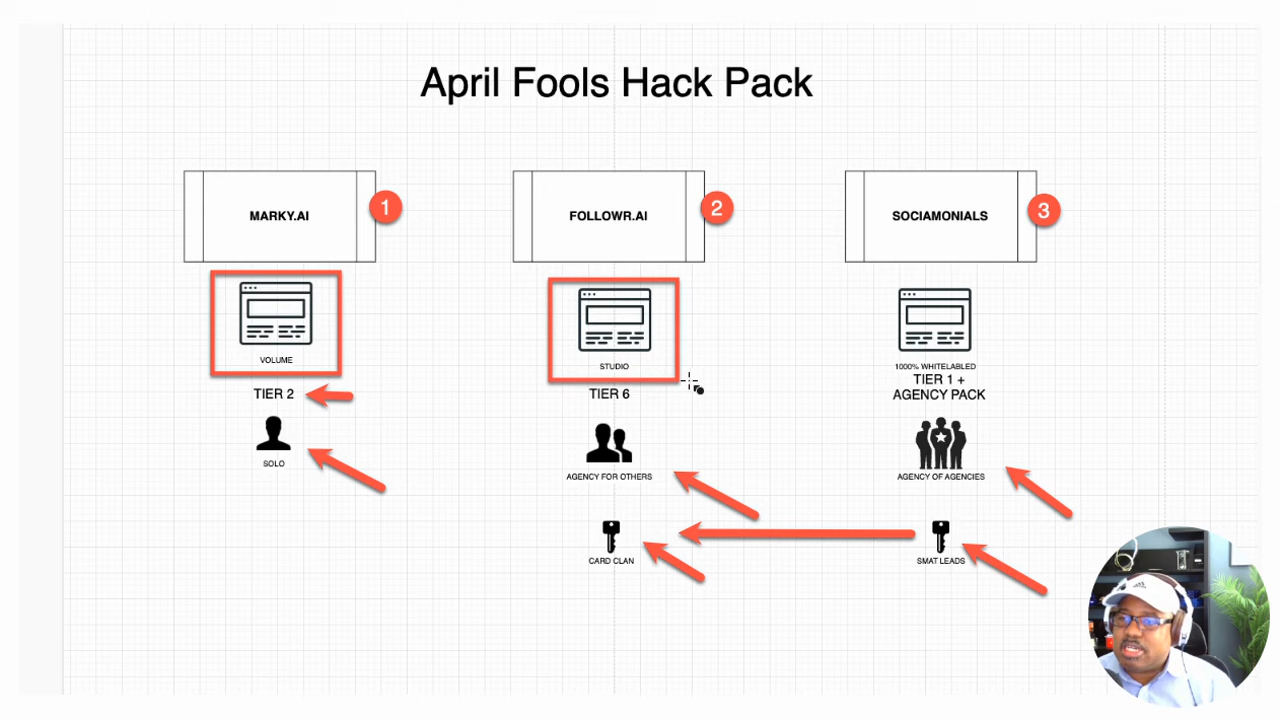 April Fools Hack Pack
MARKY.AI
1
FOLLOWR.AI
2
SOCIAMONIALS
3
VOLUME
TIER 2
SOLO
STUDIO
TIER 6
AGENCY FOR OTHERS
CARD CLAN
1000% WHITELABLED
TIER 1 +
AGENCY PACK
AGENCY OF AGENCIES
SMAT LEADS